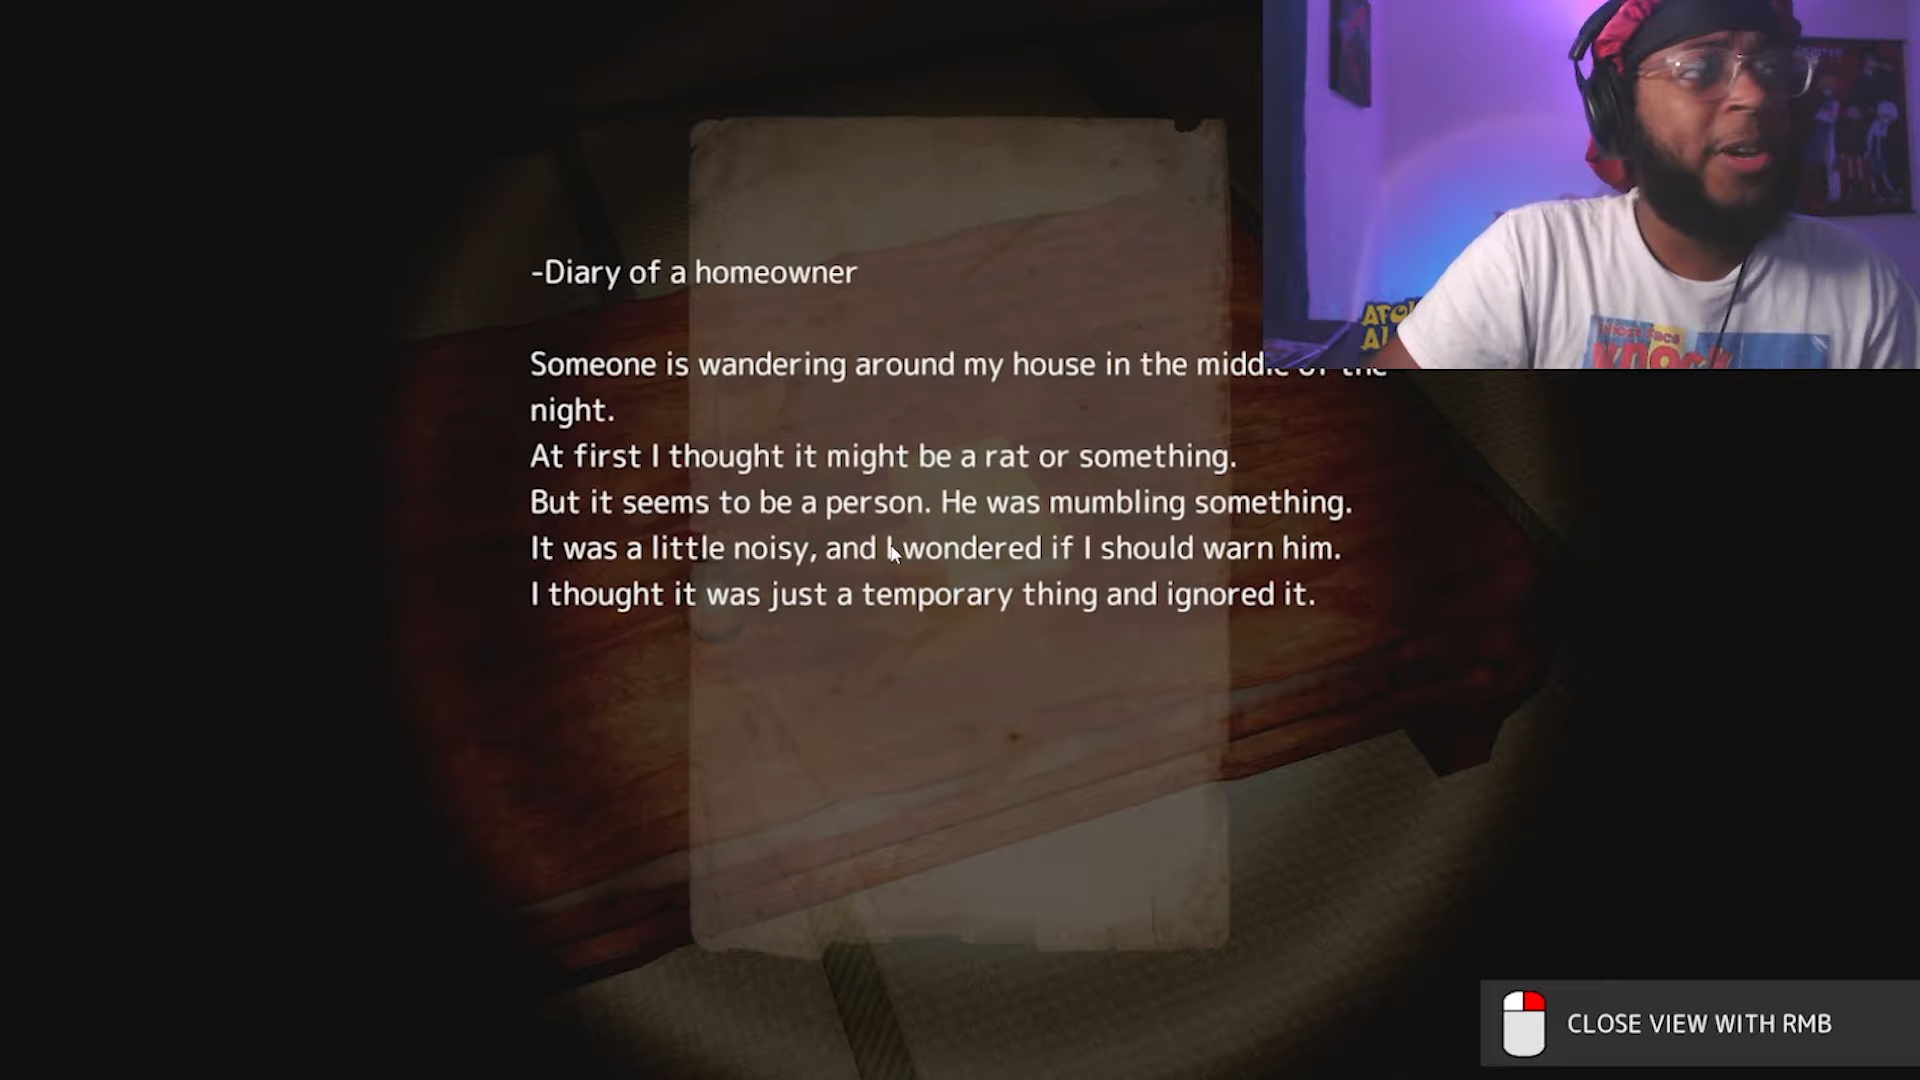 -Diary of a homeowner
Someone is wandering around my house in the middle of the
night.
At first I thought it might be a rat or something.
But it seems to be a person. He was mumbling something.
It was a little noisy, and I wondered if I should warn him.
I thought it was just a temporary thing and ignored it.
CLOSE VIEW WITH RMB